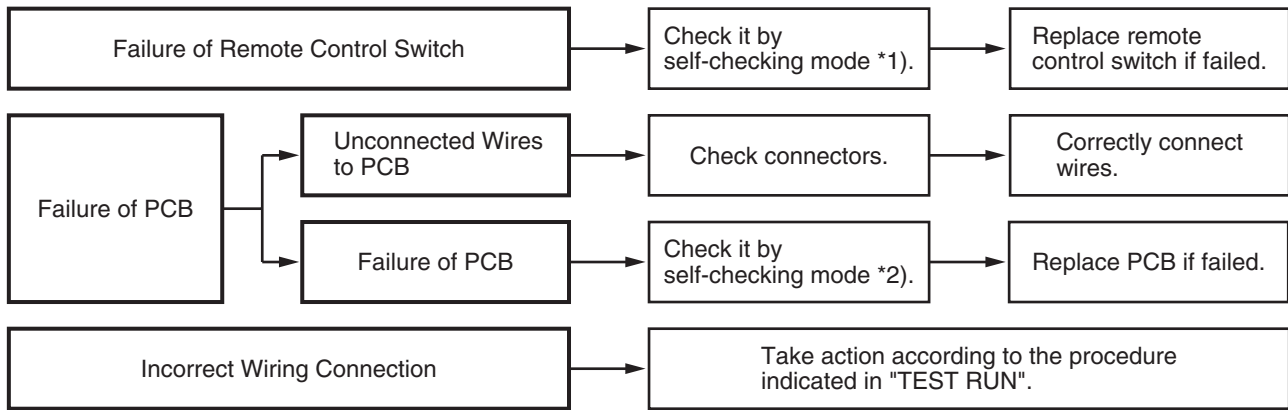 Failure of Remote Control Switch
Check it by
self-checking mode *1).
Replace remote
control switch if failed.
Failure of PCB
Unconnected Wires
to PCB
Check connectors.
Correctly connect
wires.
Failure of PCB
Check it by
self-checking mode *2).
Replace PCB if failed.
Incorrect Wiring Connection
Take action according to the procedure
indicated in "TEST RUN".